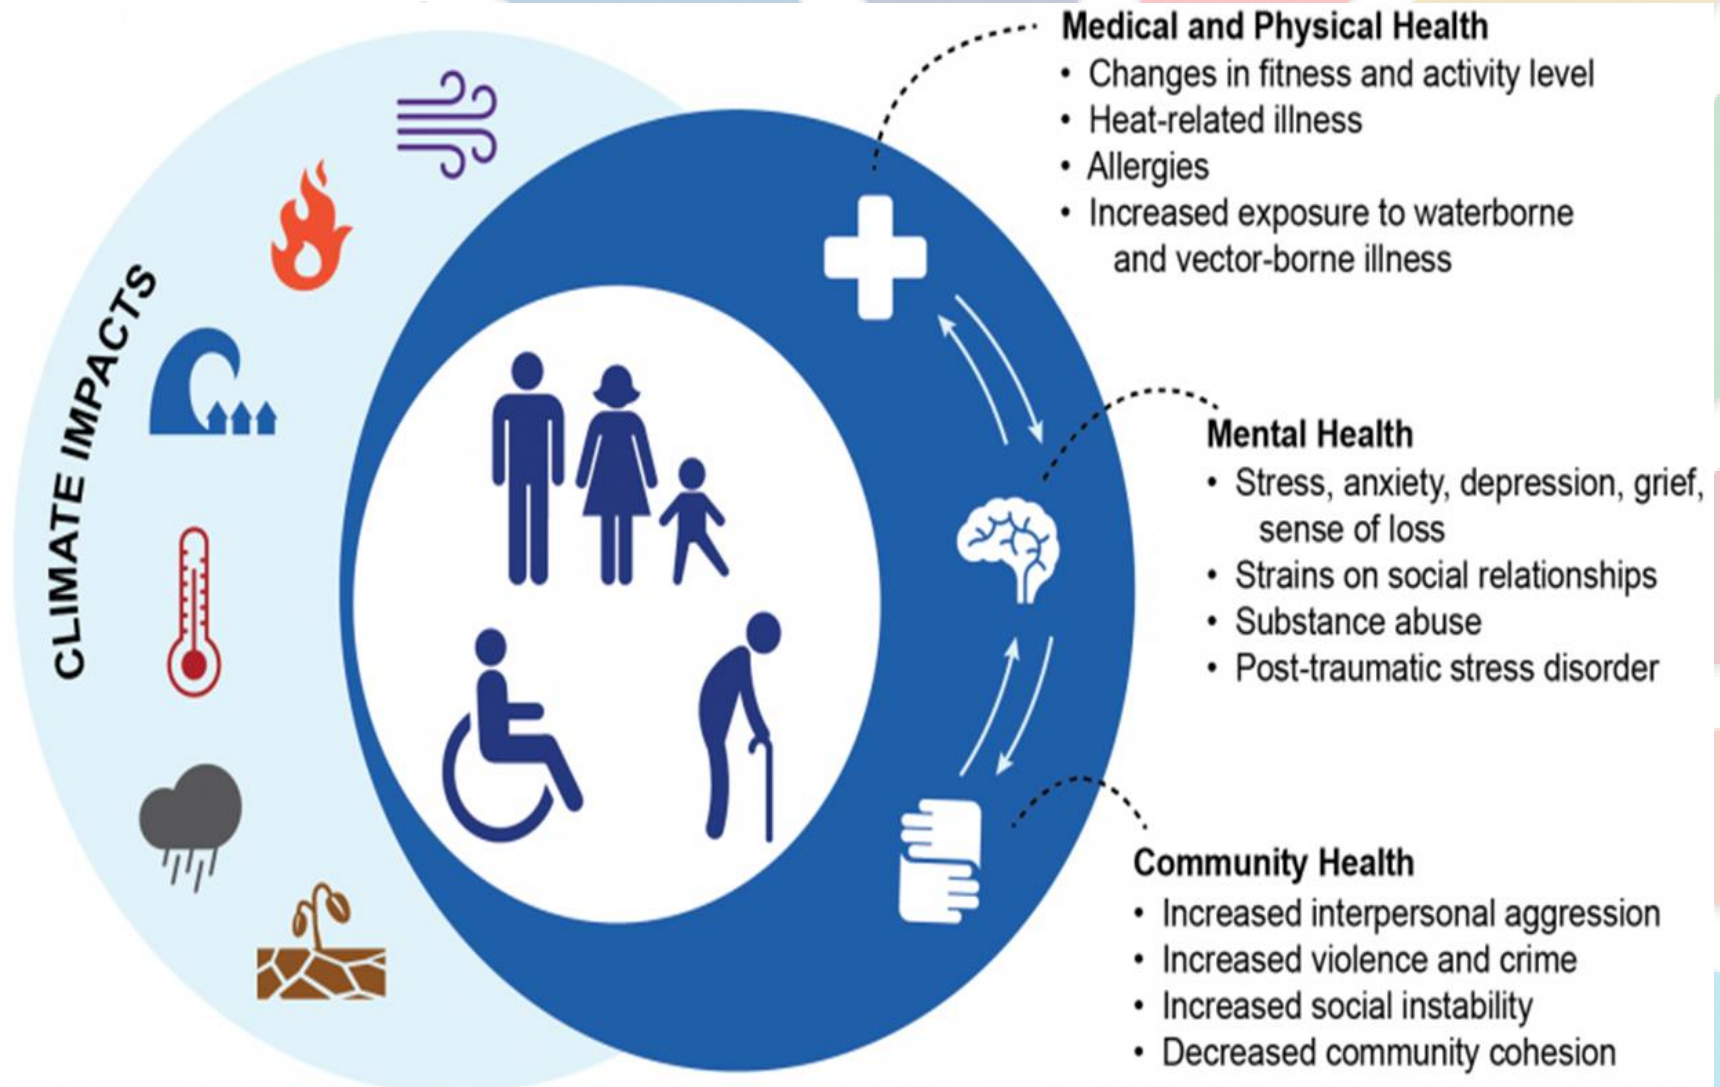 CLIMATE IMPACTS
Medical and Physical Health
• Changes in fitness and activity level
• Heat-related illness
• Allergies
• Increased exposure to waterborne
and vector-borne illness
Mental Health
• Stress, anxiety, depression, grief,
sense of loss
• Strains on social relationships
• Substance abuse
• Post-traumatic stress disorder
Community Health
• Increased interpersonal aggression
• Increased violence and crime
• Increased social instability
• Decreased community cohesion